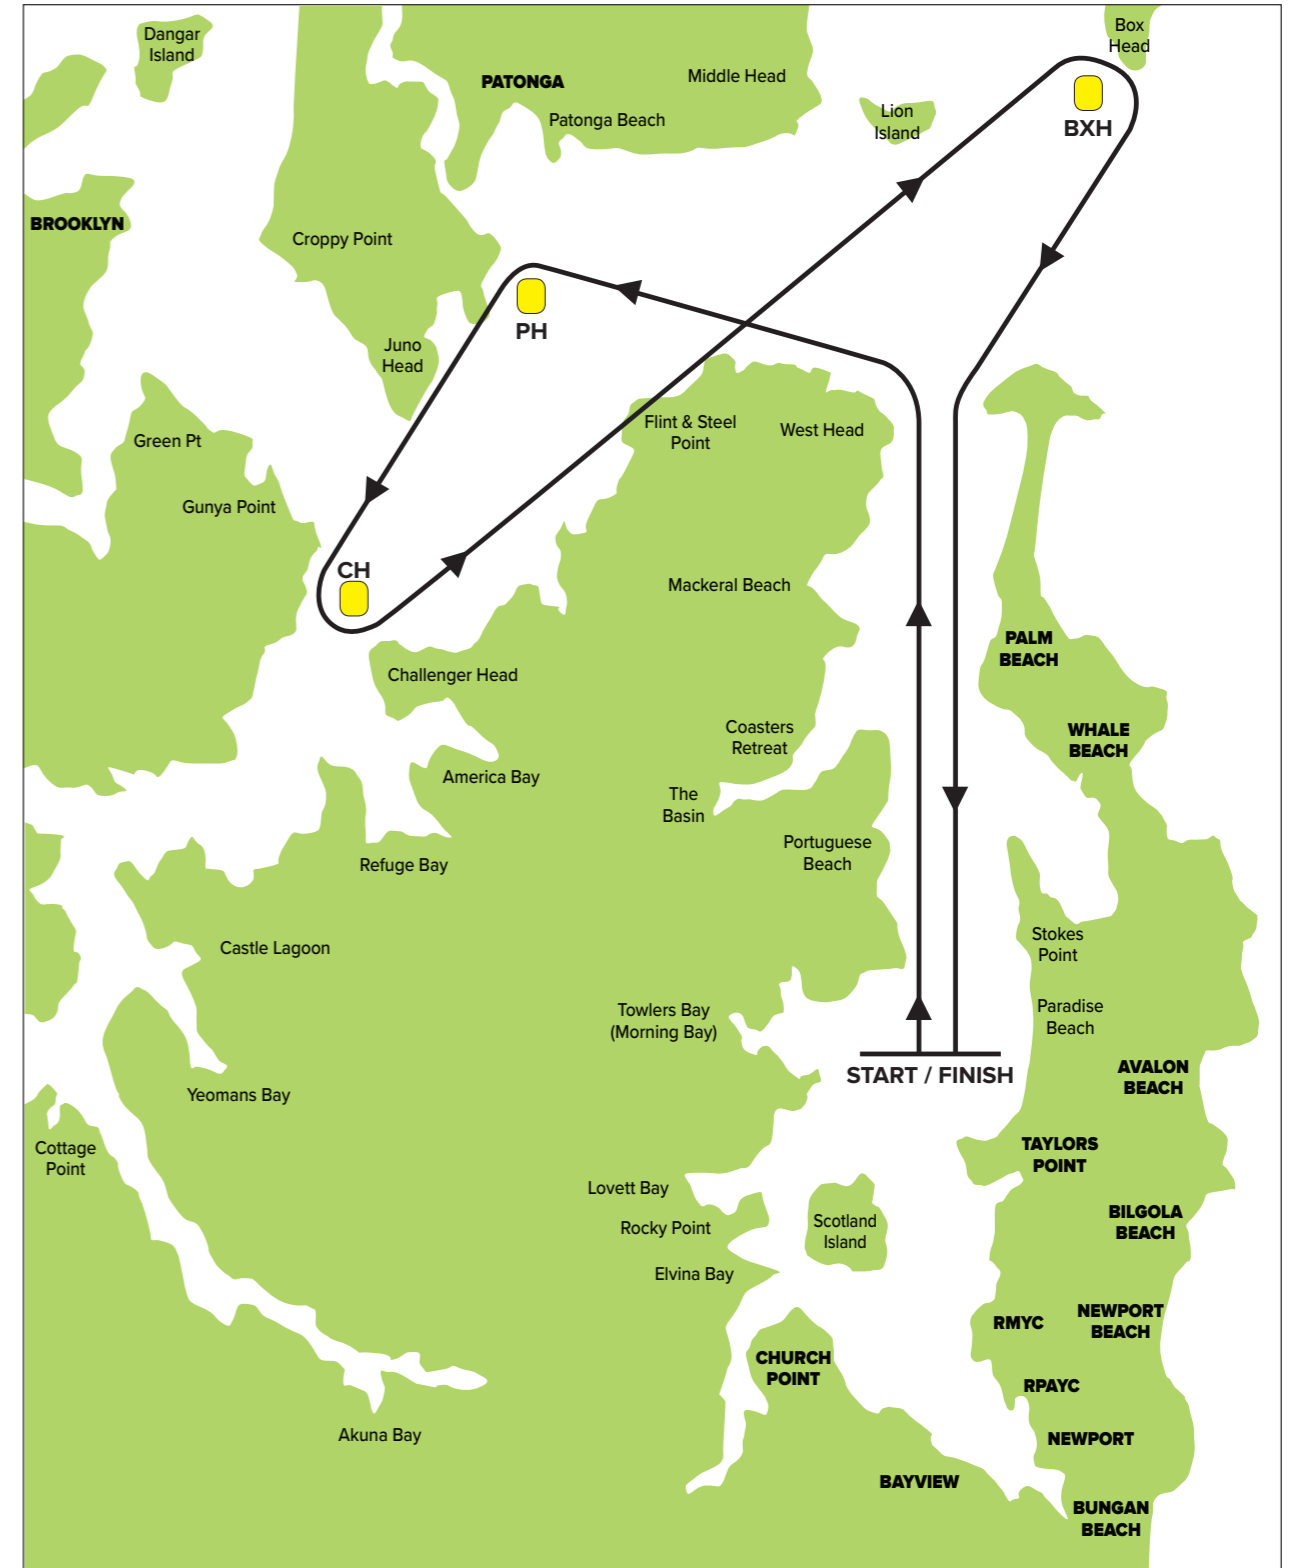 Dangar
Island
Box
Head
PATONGA
Middle Head
Patonga Beach
Lion
Island
BXH
BROOKLYN
Croppy Point
PH
Juno
Head
Green Pt
Flint & Steel
Point
West Head
Gunya Point
CH
Mackeral Beach
PALM
BEACH
Challenger Head
Coasters
Retreat
WHALE
BEACH
America Bay
The
Basin
Portuguese
Beach
Refuge Bay
Stokes
Point
Castle Lagoon
Towlers Bay
(Morning Bay)
Paradise
Beach
START / FINISH
AVALON
BEACH
Yeomans Bay
Cottage
Point
TAYLORS
POINT
Lovett Bay
Rocky Point
Scotland
Island
BILGOLA
BEACH
Elvina Bay
RMYC
NEWPORT
BEACH
CHURCH
POINT
RPAYC
Akuna Bay
NEWPORT
BAYVIEW
BUNGAN
BEACH